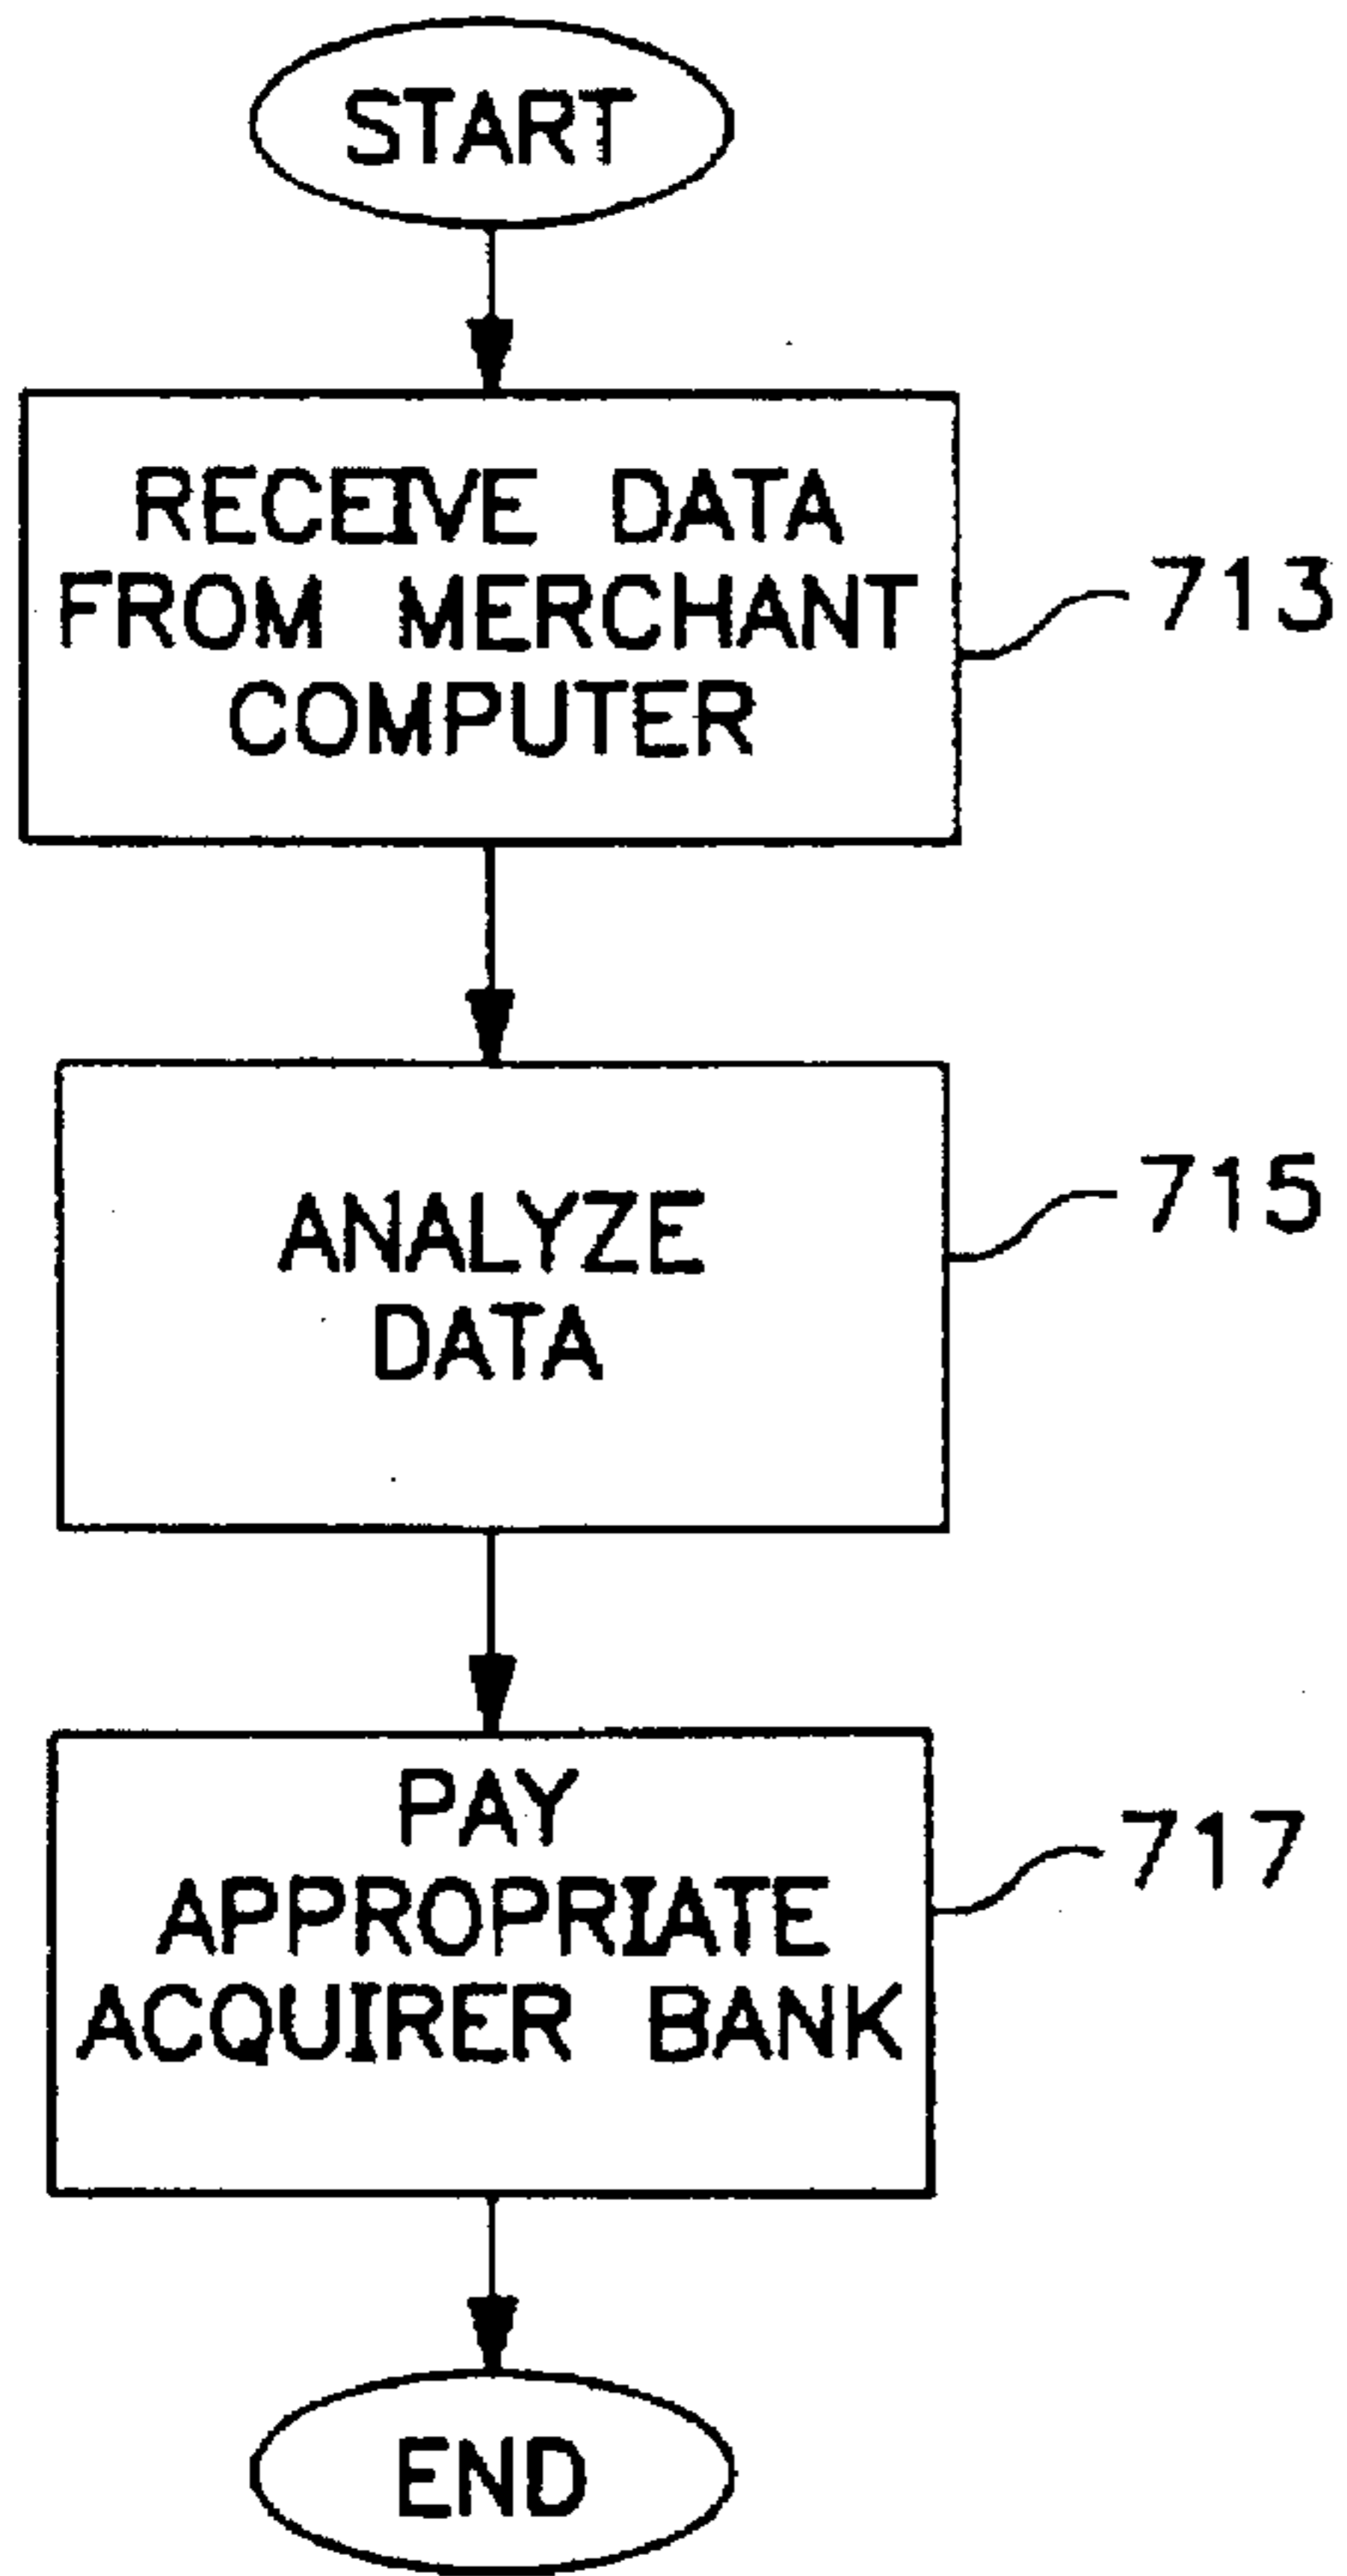 START
RECEIVE DATA
FROM MERCHANT
COMPUTER
713
ANALYZE
DATA
715
PAY
APPROPRIATE
ACQUIRER BANK
717
END